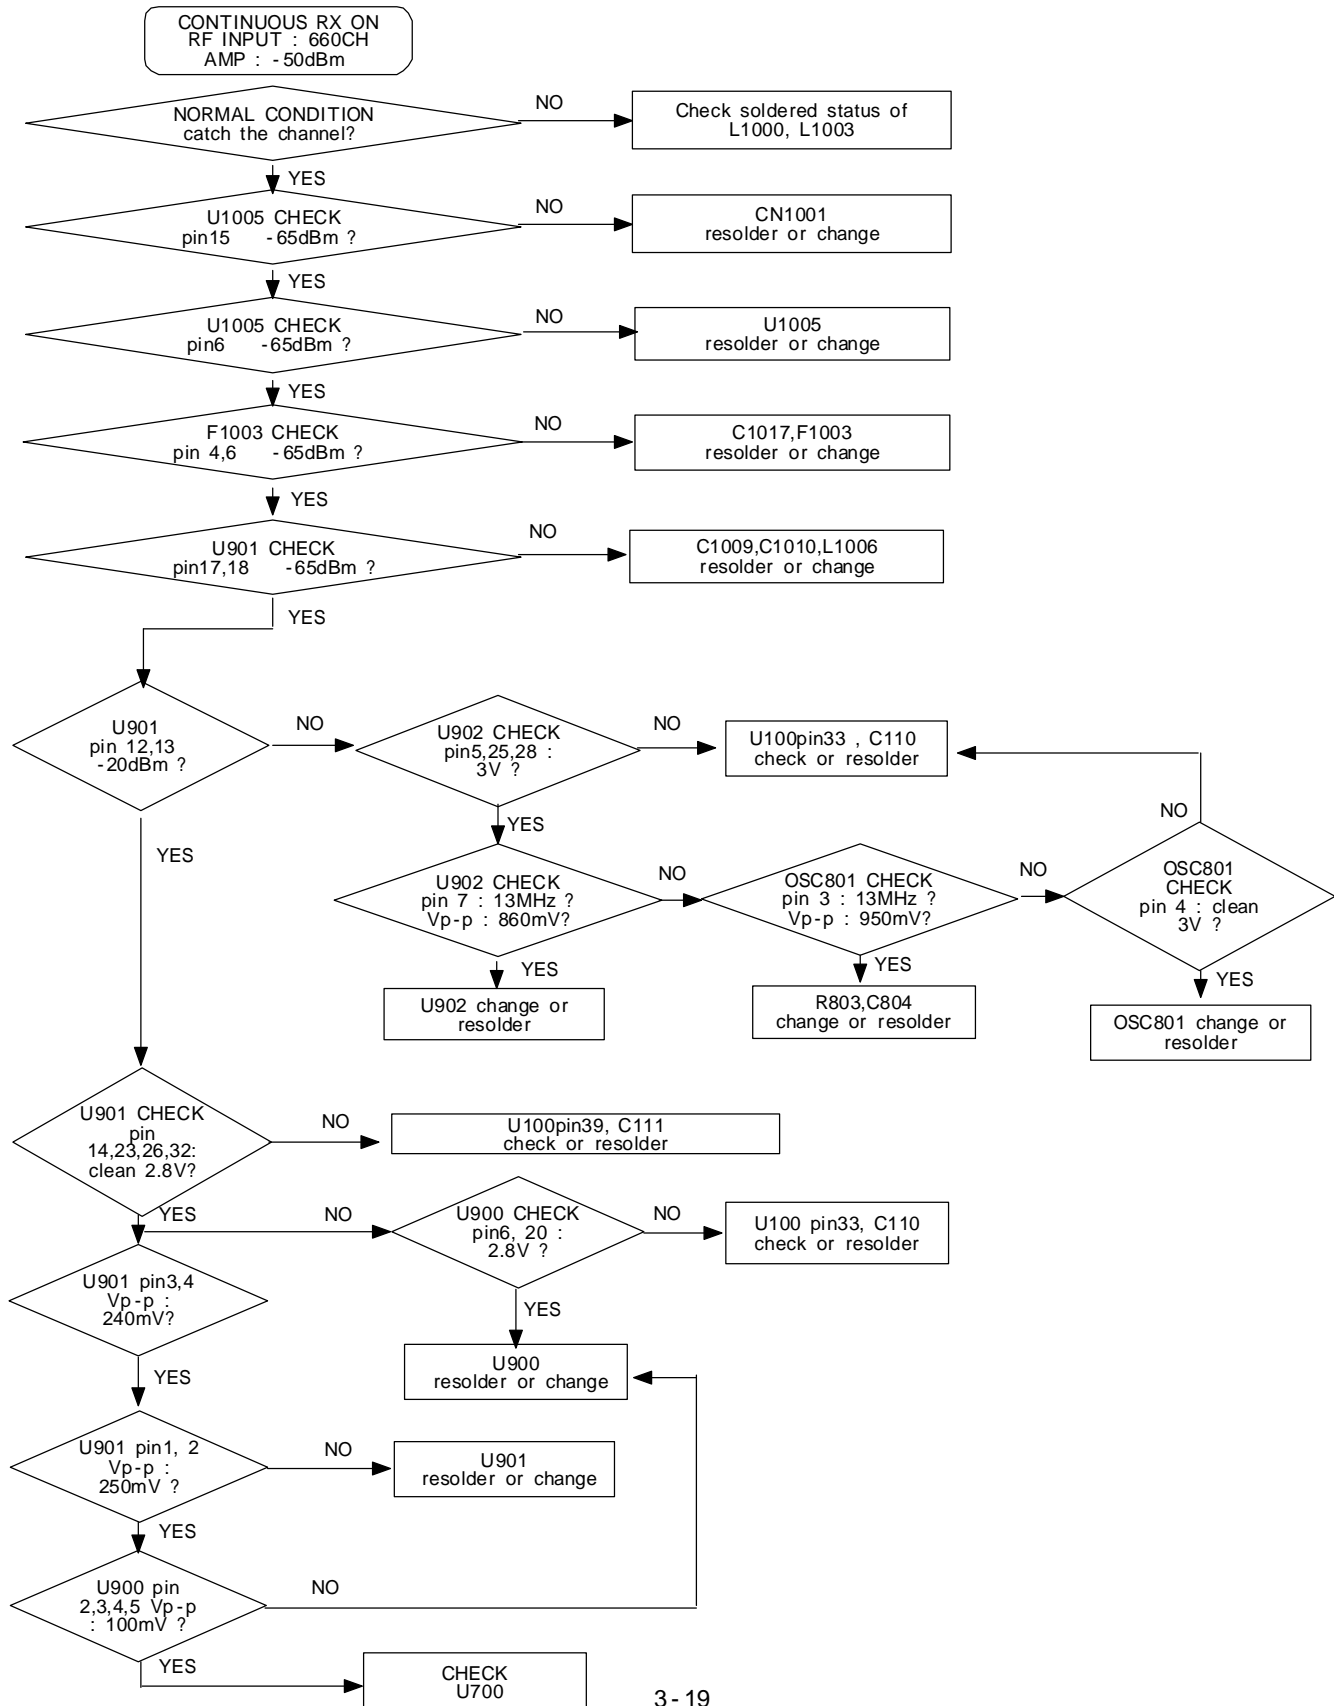 CONTINUOUS RX ON
RF INPUT : 660CH
AMP : -50dBm
NORMAL CONDITION
catch the channel?
NO
Check soldered status of
L1000, L1003
YES
U1005 CHECK
pin15 -65dBm ?
NO
CN1001
resolder or change
YES
U1005 CHECK
pin6 -65dBm ?
NO
U1005
resolder or change
YES
F1003 CHECK
pin 4,6 -65dBm ?
NO
C1017,F1003
resolder or change
YES
U901 CHECK
pin17,18 -65dBm ?
NO
C1009,C1010,L1006
resolder or change
YES
U901
pin 12,13
-20dBm ?
NO
U902 CHECK
pin5,25,28 :
3V ?
NO
U100pin33 , C110
check or resolder
YES
NO
YES
U902 CHECK
pin 7 : 13MHz ?
Vp-p : 860mV?
NO
OSC801 CHECK
pin 3 : 13MHz ?
Vp-p : 950mV?
NO
OSC801
CHECK
pin 4 : clean
3V ?
YES
YES
YES
U902 change or
resolder
R803,C804
change or resolder
OSC801 change or
resolder
U901 CHECK
pin
14,23,26,32:
clean 2.8V?
NO
U100pin39, C111
check or resolder
YES
NO
U900 CHECK
pin6, 20 :
2.8V ?
NO
U100 pin33, C110
check or resolder
U901 pin3,4
Vp-p :
240mV?
YES
YES
U900
resolder or change
U901 pin1, 2
Vp-p :
250mV ?
NO
U901
resolder or change
YES
U900 pin
2,3,4,5 Vp-p
: 100mV ?
NO
YES
CHECK
U700
3-19